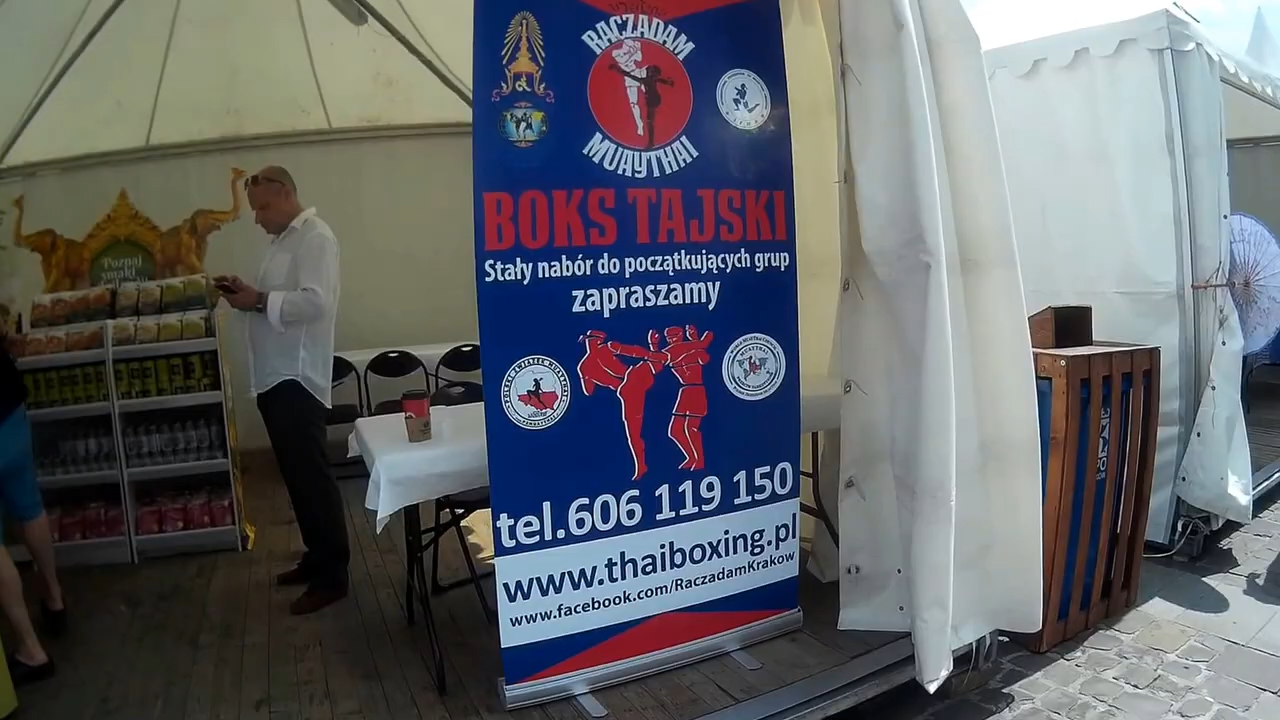 RACZADAM
MUAYTHAI
BOKS TAJSKI
Stały nabór do początkujących grup
zapraszamy
MUAYTHAI
tel.606 119 150
www.thaiboxing.pl
www.facebook.com/RaczadamKrakow
Poznaj
smaki